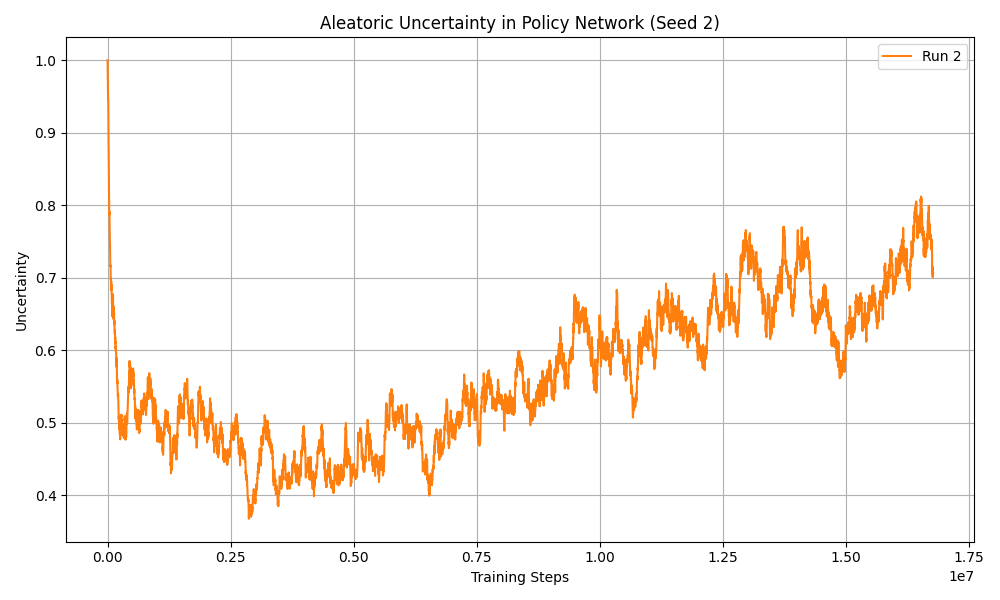 Aleatoric Uncertainty in Policy Network (Seed 2)
Run 2
Uncertainty
1.0
0.9
0.8
0.7
0.6
0.5
0.4
0.00 0.25 0.50 0.75 1.00 1.25 1.50 1.75
1e7
Training Steps